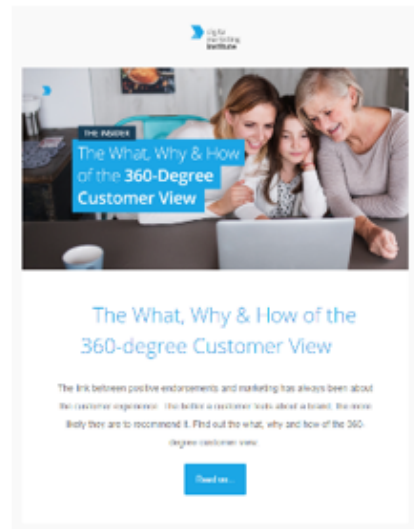 digital
marketing
institute
THE INSIDER
The What, Why & How
of the 360-Degree
Customer View
The What, Why & How of the
360-degree Customer View
The link between positive endorsements and marketing has always been about
the customer experience. The better a customer feels about a brand, the more
likely they are to recommend it. Find out the what, why and how of the 360-
degree customer view.
Read on...